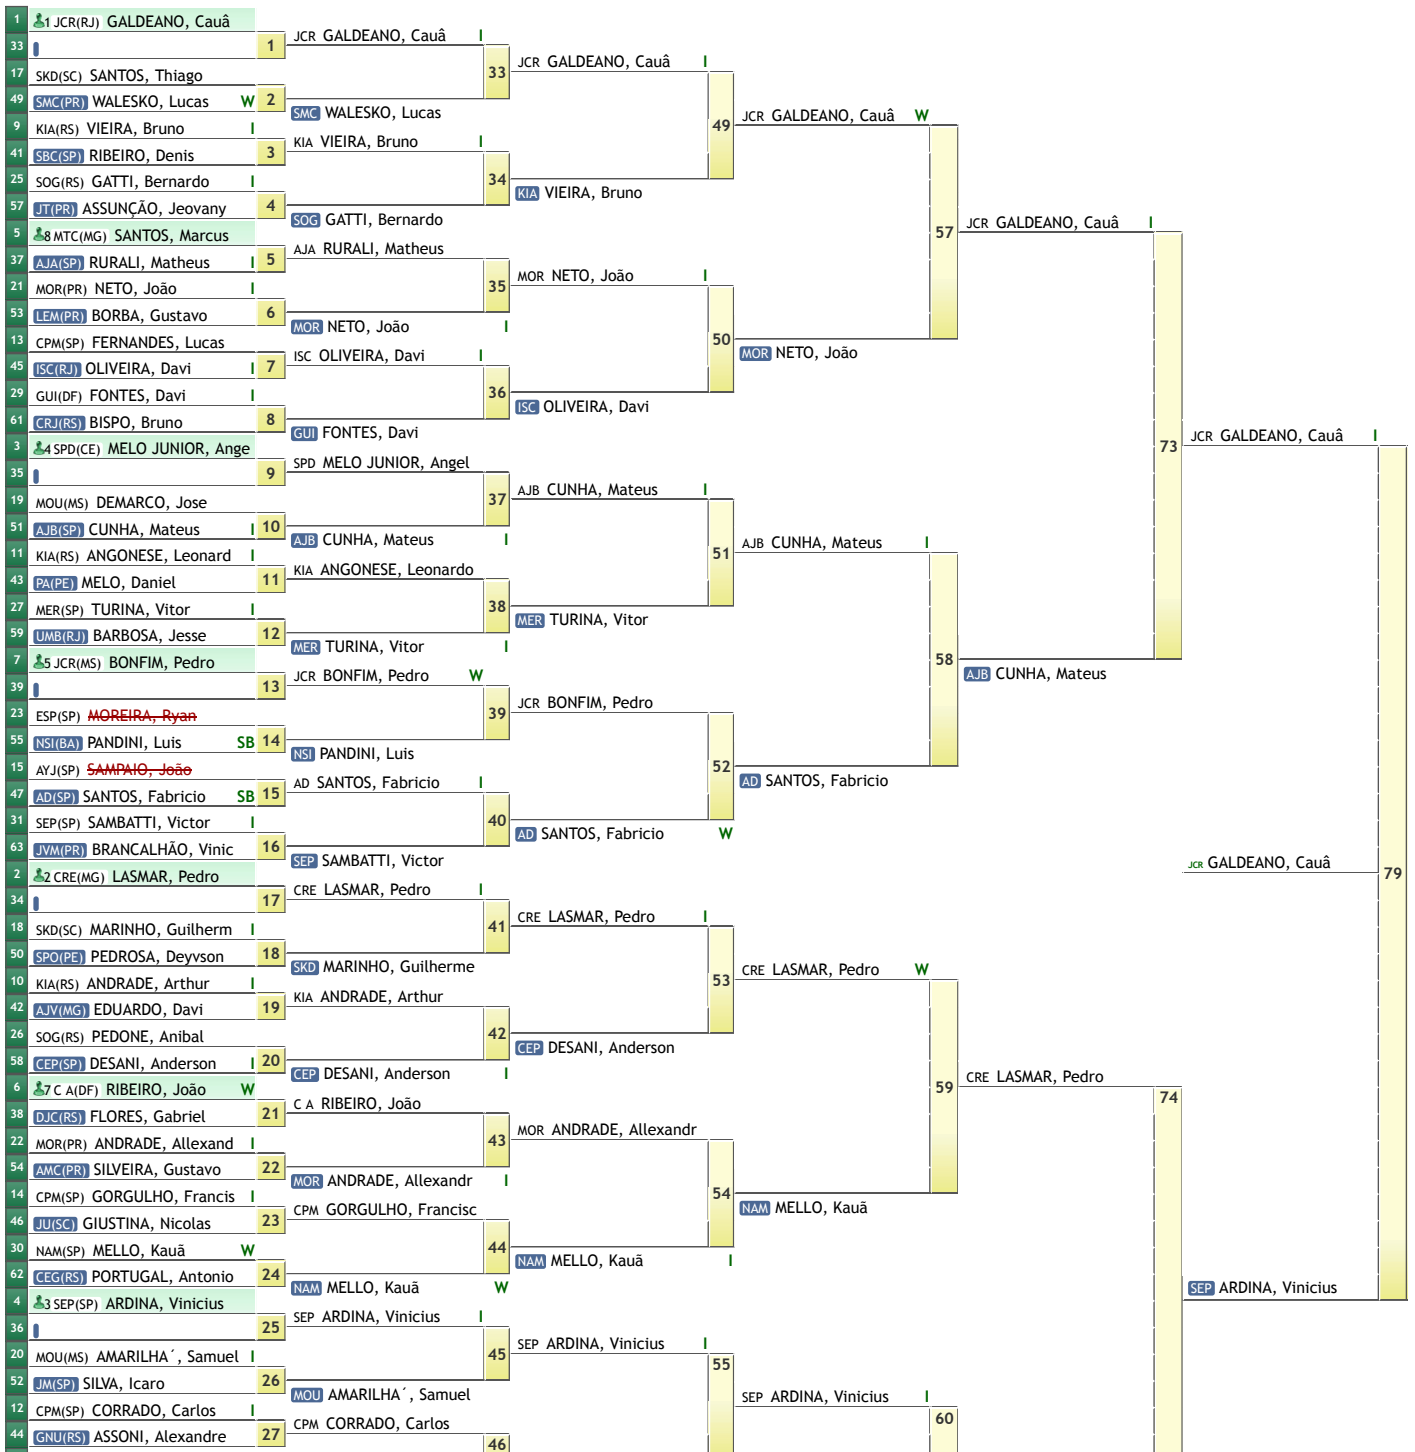 1 1 JCR(RJ) GALDEANO, Cauâ
33
1
JCR GALDEANO, Cauâ I
17 SKD(SC) SANTOS, Thiago
49 SMC(PR) WALESKO, Lucas W
2
SMC WALESKO, Lucas
33
JCR GALDEANO, Cauâ I
9 KIA(RS) VIEIRA, Bruno I
41 SBC(SP) RIBEIRO, Denis
3
KIA VIEIRA, Bruno I
25 SOG(RS) GATTI, Bernardo I
57 JT(PR) ASSUNÇÃO, Jeovany
4
SOG GATTI, Bernardo
34
KIA VIEIRA, Bruno
49
JCR GALDEANO, Cauâ W
5 8 MTC(MG) SANTOS, Marcus
37 AJA(SP) RURALI, Matheus I
5
AJA RURALI, Matheus
21 MOR(PR) NETO, João I
53 LEM(PR) BORBA, Gustavo
6
MOR NETO, João I
35
MOR NETO, João I
13 CPM(SP) FERNANDES, Lucas
45 ISC(RJ) OLIVEIRA, Davi I
7
ISC OLIVEIRA, Davi I
29 GUI(DF) FONTES, Davi I
61 CRJ(RS) BISPO, Bruno
8
GUI FONTES, Davi
36
ISC OLIVEIRA, Davi
50
MOR NETO, João
57
JCR GALDEANO, Cauâ I
3 4 SPD(CE) MELO JUNIOR, Ange
35
9
SPD MELO JUNIOR, Angel
19 MOU(MS) DEMARCO, Jose
51 AJB(SP) CUNHA, Mateus I
10
AJB CUNHA, Mateus I
37
AJB CUNHA, Mateus I
11 KIA(RS) ANGONESE, Leonard I
43 PA(PE) MELO, Daniel
11
KIA ANGONESE, Leonardo
27 MER(SP) TURINA, Vitor I
59 UMB(RJ) BARBOSA, Jesse
12
MER TURINA, Vitor I
38
MER TURINA, Vitor
51
AJB CUNHA, Mateus I
7 5 JCR(MS) BONFIM, Pedro
39
13
JCR BONFIM, Pedro W
23 ESP(SP) MOREIRA, Ryan
55 NSI(BA) PANDINI, Luis SB
14
NSI PANDINI, Luis
39
JCR BONFIM, Pedro
15 AYJ(SP) SAMPAIO, João
47 AD(SP) SANTOS, Fabricio SB
15
AD SANTOS, Fabricio I
31 SEP(SP) SAMBATTI, Victor I
63 JVM(PR) BRANCALHÃO, Vinic
16
SEP SAMBATTI, Victor
40
AD SANTOS, Fabricio W
52
AD SANTOS, Fabricio
58
AJB CUNHA, Mateus
73
JCR GALDEANO, Cauâ I
JCR GALDEANO, Cauâ
79
2 2 CRE(MG) LASMAR, Pedro
34
17
CRE LASMAR, Pedro I
18 SKD(SC) MARINHO, Guilherm I
50 SPO(PE) PEDROSA, Deyvson
18
SKD MARINHO, Guilherme
41
CRE LASMAR, Pedro I
10 KIA(RS) ANDRADE, Arthur I
42 AJV(MG) EDUARDO, Davi
19
KIA ANDRADE, Arthur
26 SOG(RS) PEDONE, Anibal
58 CEP(SP) DESANI, Anderson I
20
CEP DESANI, Anderson I
42
CEP DESANI, Anderson
53
CRE LASMAR, Pedro W
6 7 C A(DF) RIBEIRO, João W
38 DJC(RS) FLORES, Gabriel
21
C A RIBEIRO, João
22 MOR(PR) ANDRADE, Allexand I
54 AMC(PR) SILVEIRA, Gustavo
22
MOR ANDRADE, Allexandr I
43
MOR ANDRADE, Allexandr
14 CPM(SP) GORGULHO, Francis I
46 JU(SC) GIUSTINA, Nicolas
23
CPM GORGULHO, Francisc
30 NAM(SP) MELLO, Kauã W
62 CEG(RS) PORTUGAL, Antonio
24
NAM MELLO, Kauã W
44
NAM MELLO, Kauã I
54
NAM MELLO, Kauã
59
CRE LASMAR, Pedro
74
SEP ARDINA, Vinicius
4 3 SEP(SP) ARDINA, Vinicius
36
25
SEP ARDINA, Vinicius I
20 MOU(MS) AMARILHA´, Samuel I
52 JM(SP) SILVA, Icaro
26
MOU AMARILHA´, Samuel
45
SEP ARDINA, Vinicius I
55
SEP ARDINA, Vinicius I
60
12 CPM(SP) CORRADO, Carlos I
44 GNU(RS) ASSONI, Alexandre
27
CPM CORRADO, Carlos
46